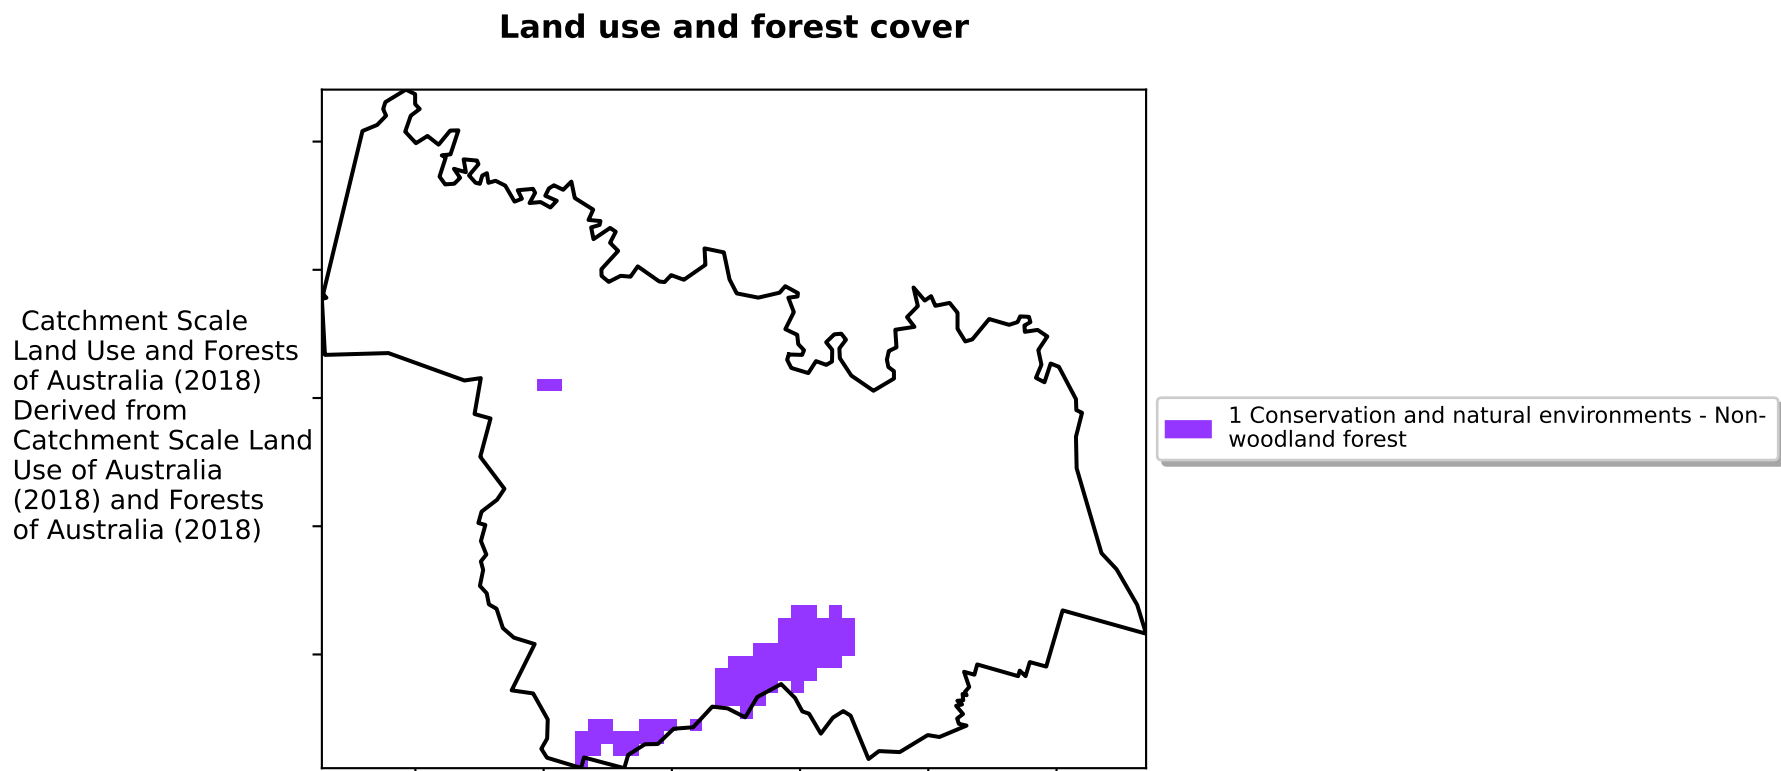 Land use and forest cover
Catchment Scale
Land Use and Forests
of Australia (2018)
Derived from
Catchment Scale Land
Use of Australia
(2018) and Forests
of Australia (2018)
1 Conservation and natural environments - Non-
woodland forest